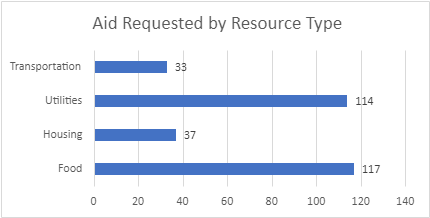 Aid Requested by Resource Type
Transportation 33
Utilities 114
Housing 37
Food 117
0 20 40 60 80 100 120 140